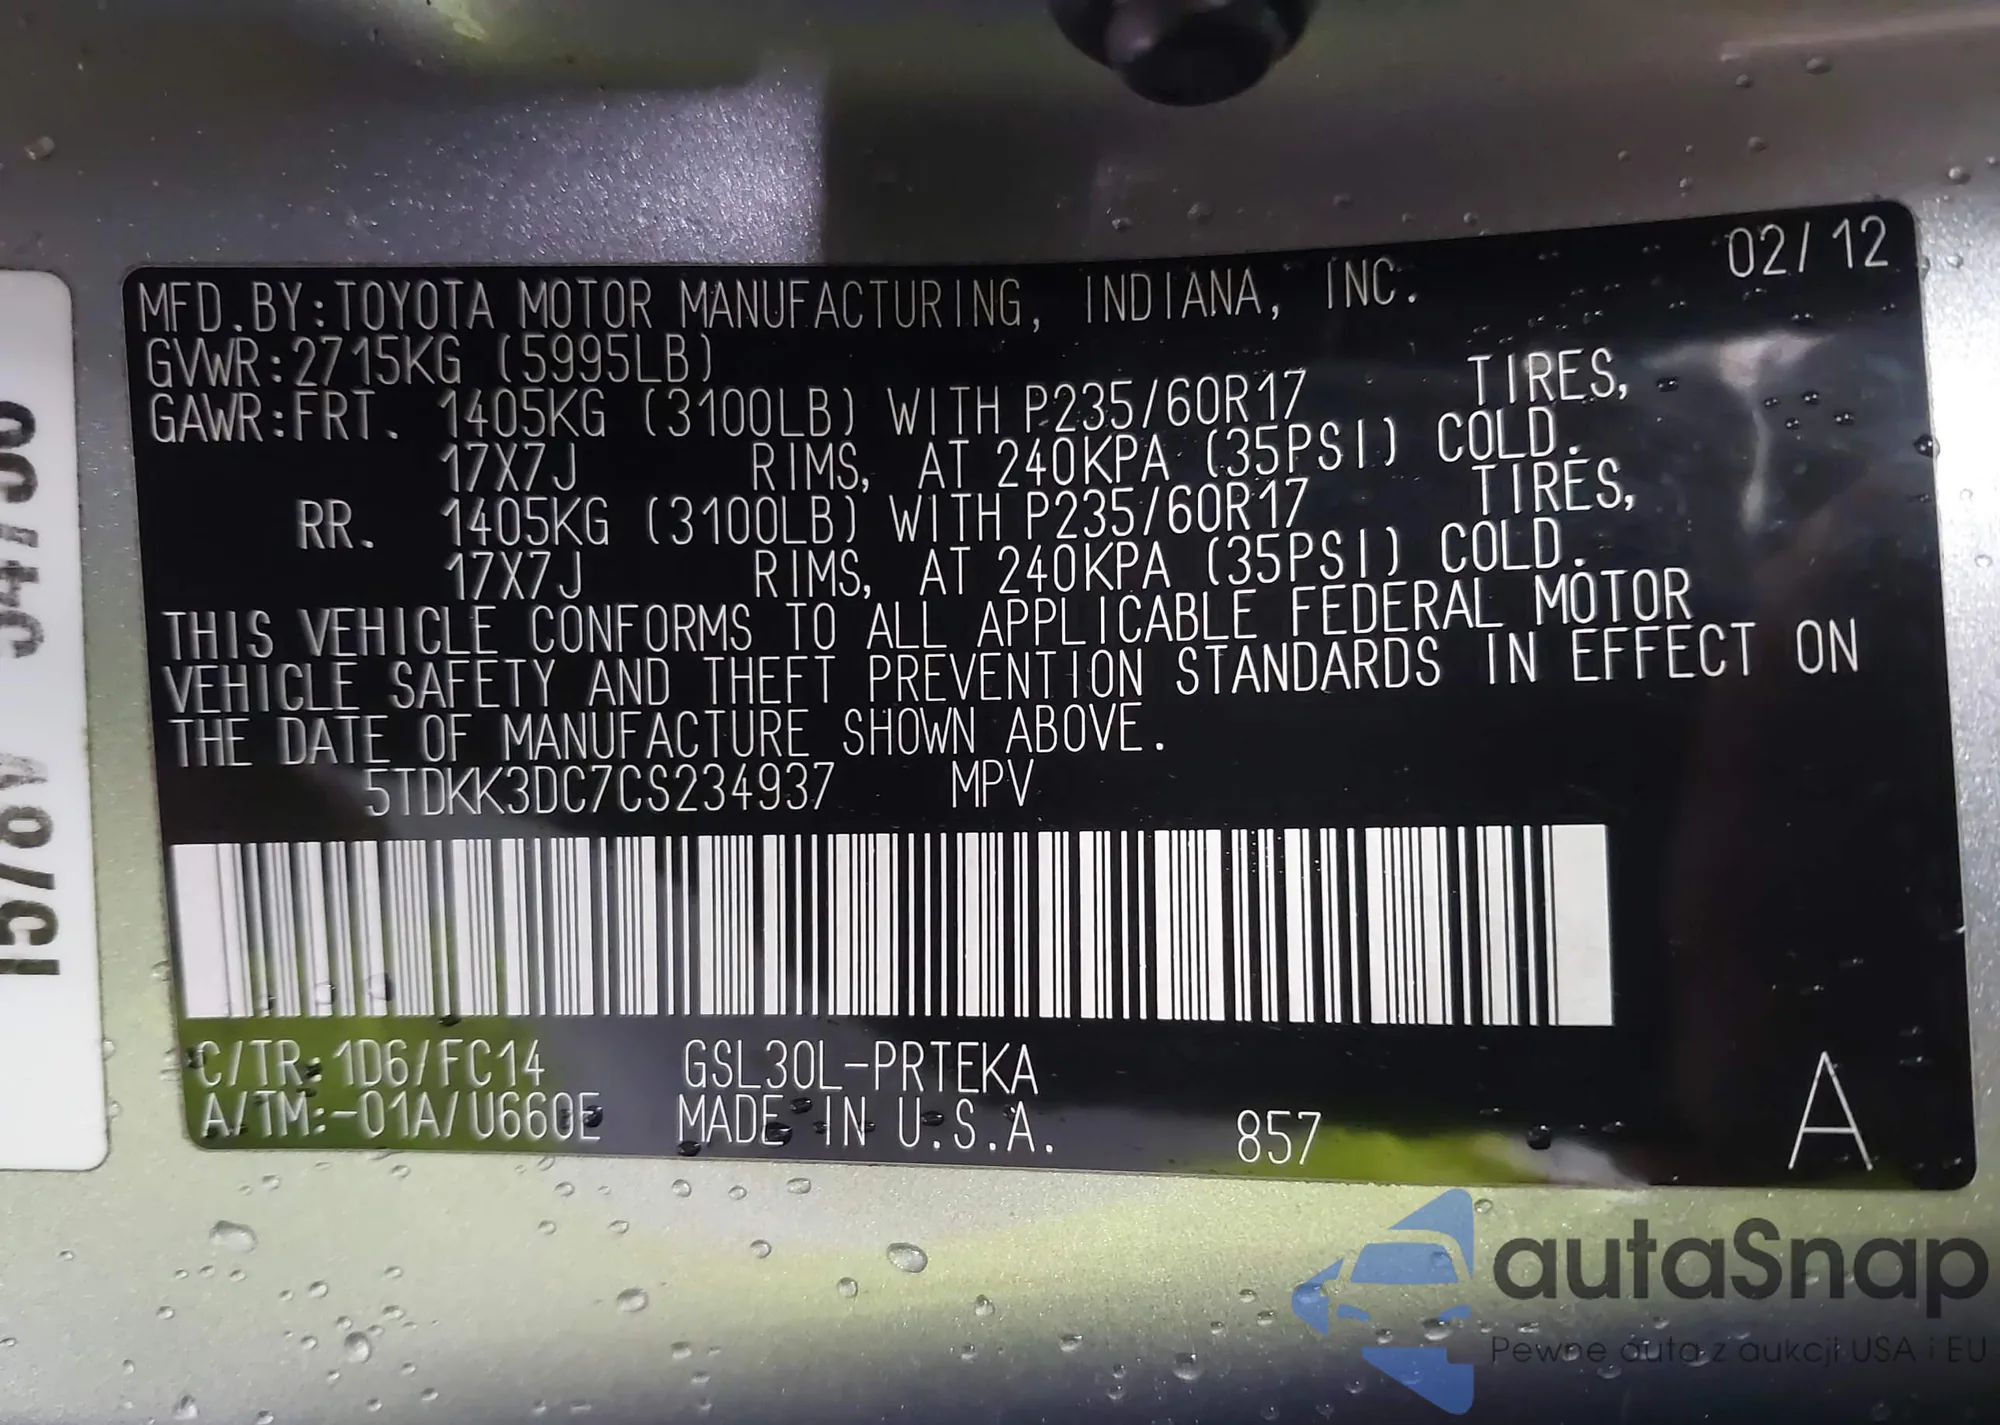 02/12
MFD.BY:TOYOTA MOTOR MANUFACTURING, INDIANA, INC.
GVWR:2715KG (5995LB)
GAWR:FRT. 1405KG (3100LB) WITH P235/60R17 TIRES,
17X7J RIMS, AT 240KPA (35PSI) COLD.
RR. 1405KG (3100LB) WITH P235/60R17 TIRES,
17X7J RIMS, AT 240KPA (35PSI) COLD.
THIS VEHICLE CONFORMS TO ALL APPLICABLE FEDERAL MOTOR
VEHICLE SAFETY AND THEFT PREVENTION STANDARDS IN EFFECT ON
THE DATE OF MANUFACTURE SHOWN ABOVE.
5TDKK3DC7CS234937 MPV
C/TR:1D6/FC14 GSL30L-PRTEKA
A/TM:-01A/U660E MADE IN U.S.A. 857 A
autaSnap
Pewne auta z aukcji USA i EU